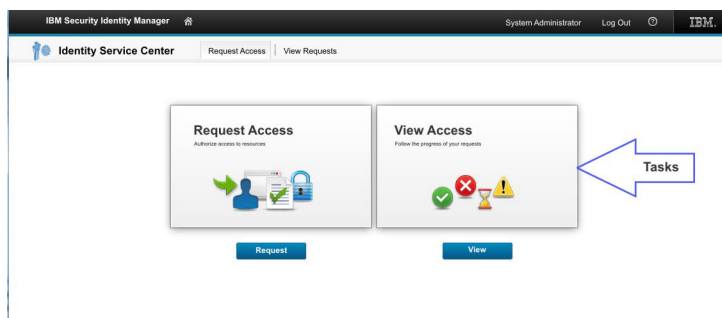 IBM Security Identity Manager
System Administrator
Log Out
IBM.
Identity Service Center
Request Access
View Requests
Request Access
Authorize access to resources
View Access
Follow the progress of your requests
Tasks
Request
View